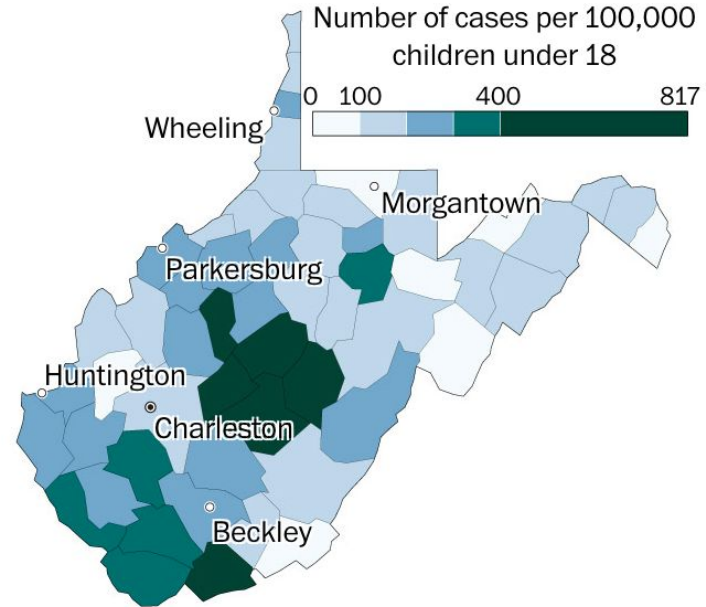 Number of cases per 100,000
children under 18
0 100 400 817
Wheeling
Morgantown
Parkersburg
Huntington
Charleston
Beckley